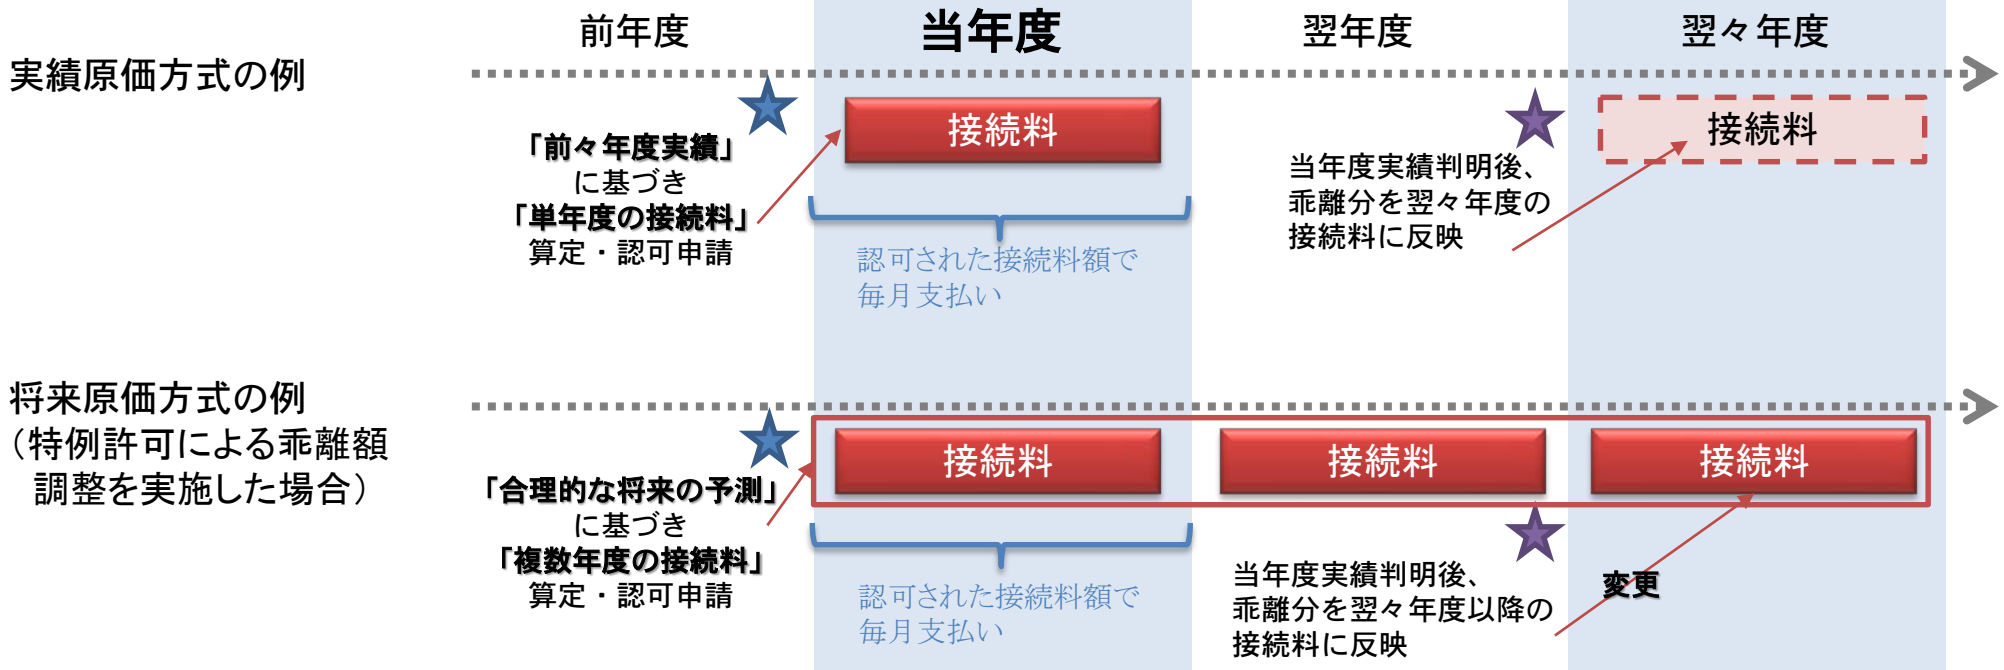 前年度
当年度
翌年度
翌々年度
実績原価方式の例
接続料
接続料
「前々年度実績」
に基づき
「単年度の接続料」
算定・認可申請
認可された接続料額で
毎月支払い
当年度実績判明後、
乖離分を翌々年度の
接続料に反映
将来原価方式の例
（特例許可による乖離額
調整を実施した場合）
接続料
接続料
接続料
「合理的な将来の予測」
に基づき
「複数年度の接続料」
算定・認可申請
認可された接続料額で
毎月支払い
当年度実績判明後、
乖離分を翌々年度以降の
接続料に反映
変更